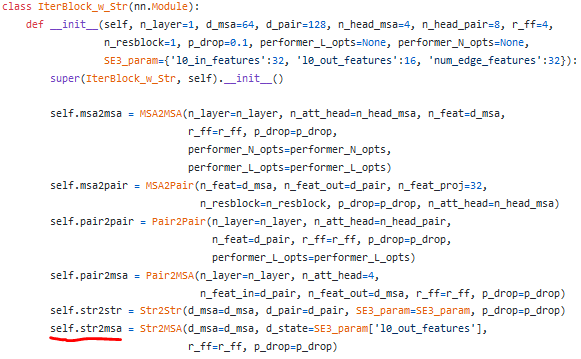 class IterBlock_w_Str(nn.Module):
    def __init__(self, n_layer=1, d_msa=64, d_pair=128, n_head_msa=4, n_head_pair=8, r_ff=4,
                 n_resblock=1, p_drop=0.1, performer_L_opts=None, performer_N_opts=None,
                 SE3_param={'l0_in_features':32, 'l0_out_features':16, 'num_edge_features':32}):
        super(IterBlock_w_Str, self).__init__()

        self.msa2msa = MSA2MSA(n_layer=n_layer, n_att_head=n_head_msa, n_feat=d_msa,
                               r_ff=r_ff, p_drop=p_drop,
                               performer_N_opts=performer_N_opts,
                               performer_L_opts=performer_L_opts)
        self.msa2pair = MSA2Pair(n_feat=d_msa, n_feat_out=d_pair, n_feat_proj=32,
                                 n_resblock=n_resblock, p_drop=p_drop, n_att_head=n_head_msa)
        self.pair2pair = Pair2Pair(n_layer=n_layer, n_att_head=n_head_pair,
                                   n_feat=d_pair, r_ff=r_ff, p_drop=p_drop,
                                   performer_L_opts=performer_L_opts)
        self.pair2msa = Pair2MSA(n_layer=n_layer, n_att_head=4,
                                 n_feat_in=d_pair, n_feat_out=d_msa, r_ff=r_ff, p_drop=p_drop)
        self.str2str = Str2Str(d_msa=d_msa, d_pair=d_pair, SE3_param=SE3_param, p_drop=p_drop)
        self.str2msa = Str2MSA(d_msa=d_msa, d_state=SE3_param['l0_out_features'],
                               r_ff=r_ff, p_drop=p_drop)